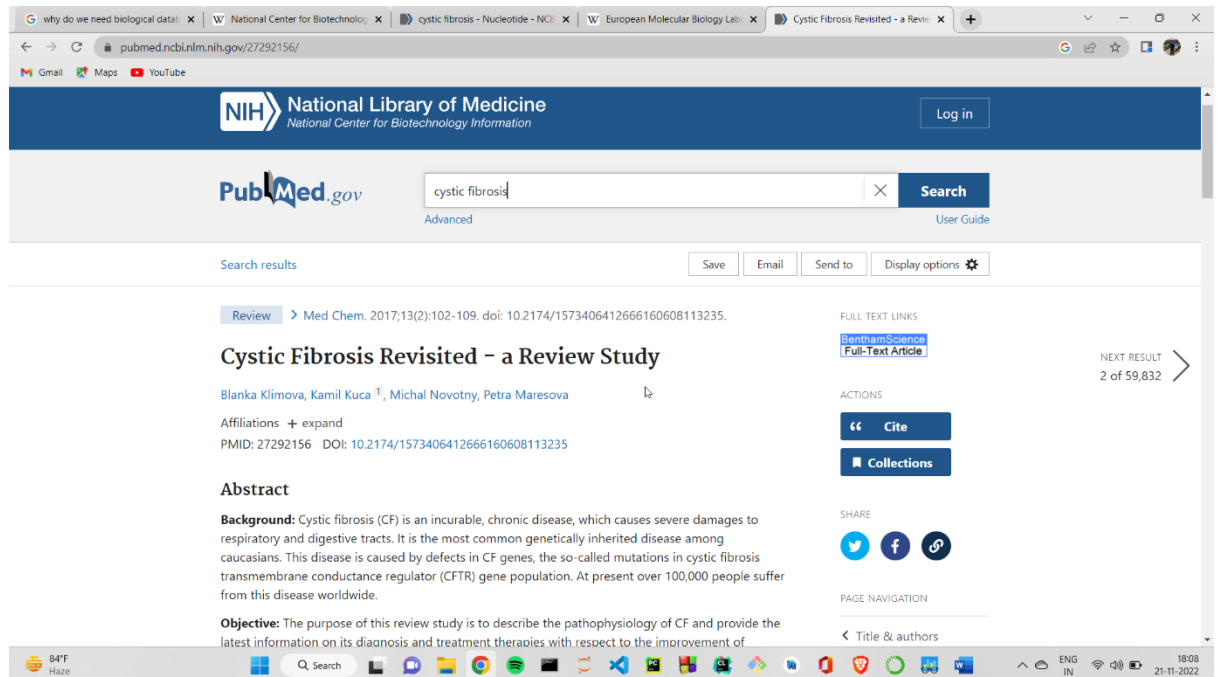 why do we need biological datab
National Center for Biotechnolog
cystic fibrosis - Nucleotide - NCB
European Molecular Biology Lab
Cystic Fibrosis Revisited - a Revie
pubmed.ncbi.nlm.nih.gov/27292156/
Gmail Maps YouTube
NIH National Library of Medicine
National Center for Biotechnology Information
Log in
PubMed.gov
cystic fibrosis
Search
Advanced
User Guide
Search results
Save Email Send to Display options
Review Med Chem. 2017;13(2):102-109. doi: 10.2174/1573406412666160608113235.
Cystic Fibrosis Revisited – a Review Study
Blanka Klimova, Kamil Kuca 1, Michal Novotny, Petra Maresova
Affiliations + expand
PMID: 27292156 DOI: 10.2174/1573406412666160608113235
Abstract
Background: Cystic fibrosis (CF) is an incurable, chronic disease, which causes severe damages to
respiratory and digestive tracts. It is the most common genetically inherited disease among
caucasians. This disease is caused by defects in CF genes, the so-called mutations in cystic fibrosis
transmembrane conductance regulator (CFTR) gene population. At present over 100,000 people suffer
from this disease worldwide.
Objective: The purpose of this review study is to describe the pathophysiology of CF and provide the
latest information on its diagnosis and treatment therapies with respect to the improvement of
FULL TEXT LINKS
BenthamScience
Full-Text Article
ACTIONS
Cite
Collections
SHARE
PAGE NAVIGATION
Title & authors
NEXT RESULT
2 of 59,832
84°F
Haze
Search
ENG
IN
18:08
21-11-2022